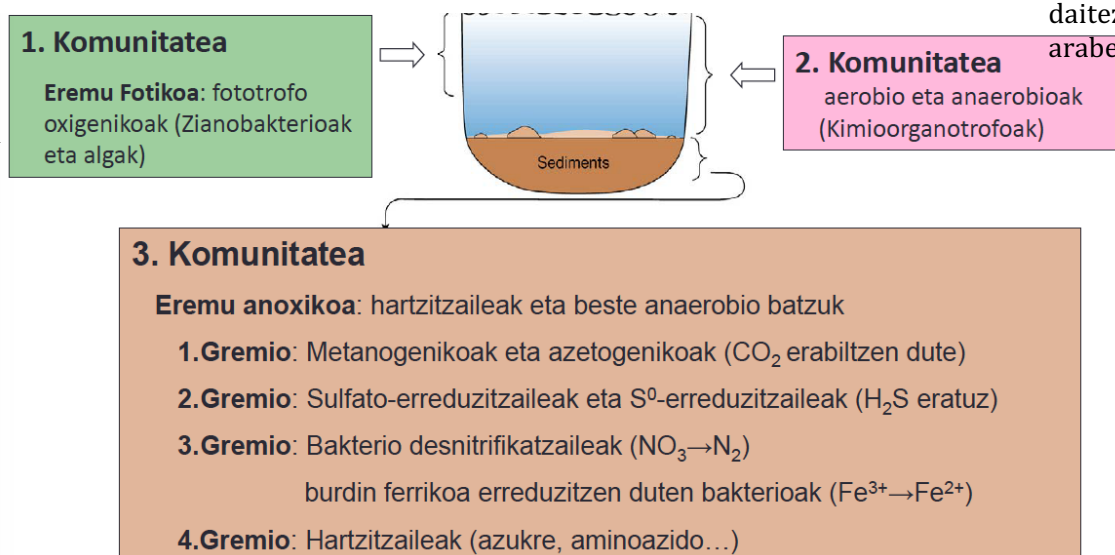 1. Komunitatea
Eremu Fotikoa: fototrofo
oxigenikoak (Zianobakterioak
eta algak)
Sediments
2. Komunitatea
aerobio eta anaerobioak
(Kimioorganotrofoak)
3. Komunitatea
Eremu anoxikoa: hartzitzaileak eta beste anaerobio batzuk
1.Gremio: Metanogenikoak eta azetogenikoak (CO₂ erabiltzen dute)
2.Gremio: Sulfato-erreduzitzaileak eta S⁰-erreduzitzaileak (H₂S eratuz)
3.Gremio: Bakterio desnitrifikatzaileak (NO₃→N₂)
burdin ferrikoa erreduzitzen duten bakterioak (Fe³⁺→Fe²⁺)
4.Gremio: Hartzitzaileak (azukre, aminoazido…)